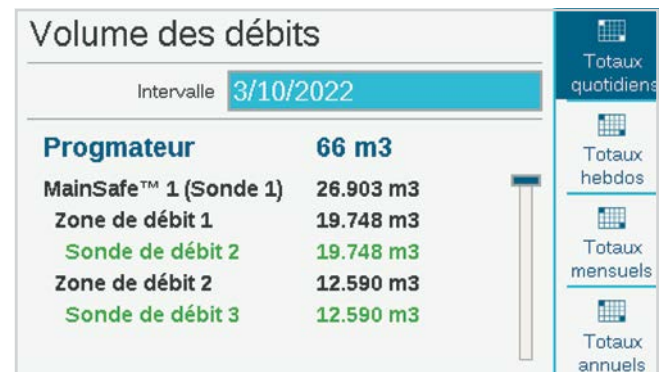 Volume des débits
Intervalle 3/10/2022
Progmateur 66 m3
MainSafe™ 1 (Sonde 1) 26.903 m3
Zone de débit 1 19.748 m3
Sonde de débit 2 19.748 m3
Zone de débit 2 12.590 m3
Sonde de débit 3 12.590 m3
Totaux
quotidiens
Totaux
hebdos
Totaux
mensuels
Totaux
annuels